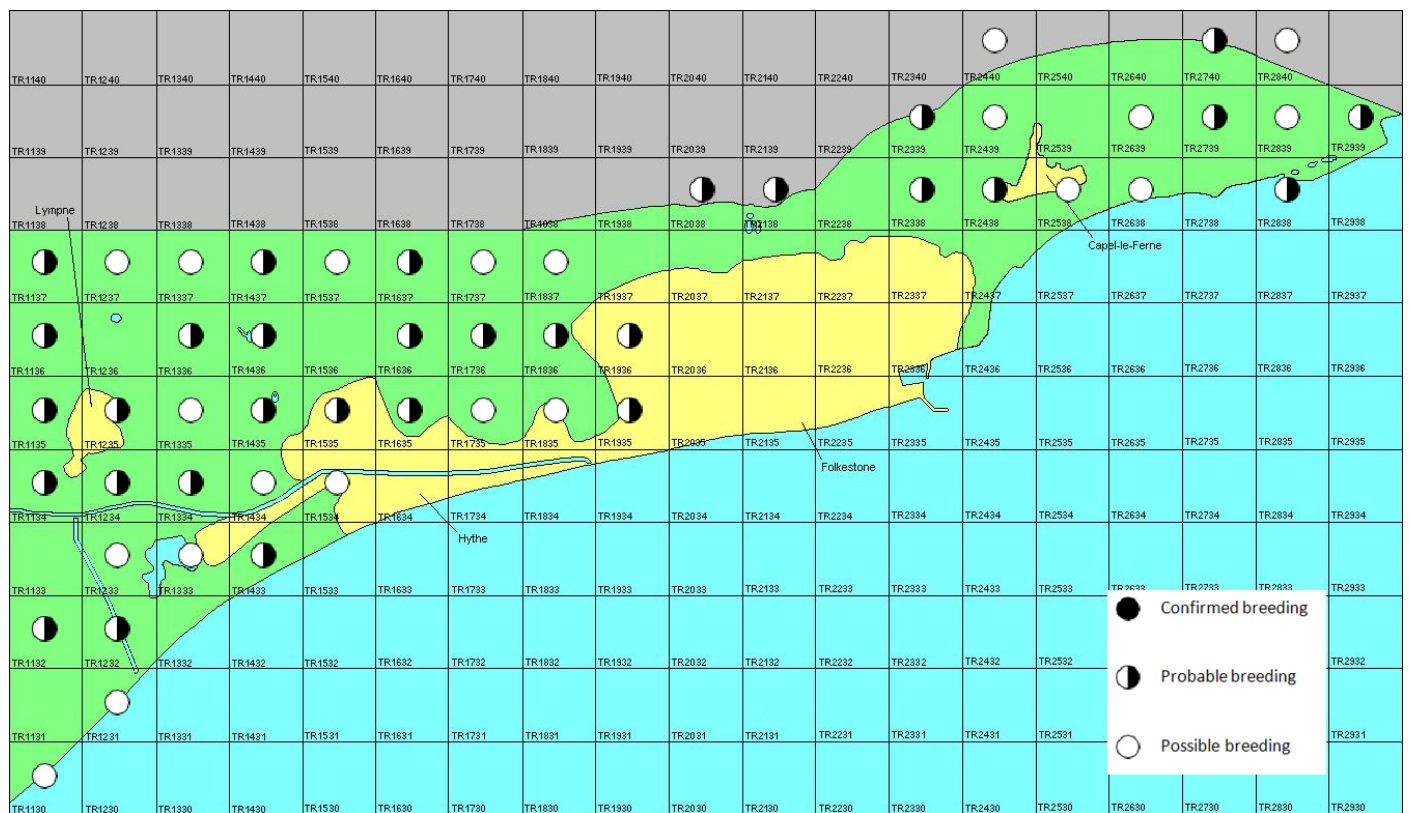 TR1140 TR1240 TR1340 TR1440 TR1540 TR1640 TR1740 TR1840 TR1940 TR2040 TR2140 TR2240 TR2340 TR2440 TR2540 TR2640 TR2740 TR2840 TR2940
TR1139 TR1239 TR1339 TR1439 TR1539 TR1639 TR1739 TR1839 TR1939 TR2039 TR2139 TR2239 TR2339 TR2439 TR2539 TR2639 TR2739 TR2839 TR2939
Lympne
TR1138 TR1238 TR1338 TR1438 TR1538 TR1638 TR1738 TR1838 TR1938 TR2038 TR2138 TR2238 TR2338 TR2438 TR2538 TR2638 TR2738 TR2838 TR2938
Capel-le-Ferne
TR1137 TR1237 TR1337 TR1437 TR1537 TR1637 TR1737 TR1837 TR1937 TR2037 TR2137 TR2237 TR2337 TR2437 TR2537 TR2637 TR2737 TR2837 TR2937
TR1136 TR1236 TR1336 TR1436 TR1536 TR1636 TR1736 TR1836 TR1936 TR2036 TR2136 TR2236 TR2336 TR2436 TR2536 TR2636 TR2736 TR2836 TR2936
TR1135 TR1235 TR1335 TR1435 TR1535 TR1635 TR1735 TR1835 TR1935 TR2035 TR2135 TR2235 TR2335 TR2435 TR2535 TR2635 TR2735 TR2835 TR2935
Folkestone
TR1134 TR1234 TR1334 TR1434 TR1534 TR1634 TR1734 TR1834 TR1934 TR2034 TR2134 TR2234 TR2334 TR2434 TR2534 TR2634 TR2734 TR2834 TR2934
Hythe
TR1133 TR1233 TR1333 TR1433 TR1533 TR1633 TR1733 TR1833 TR1933 TR2033 TR2133 TR2233 TR2333 TR2433 TR2533 TR2633 TR2733 TR2833 TR2933
Confirmed breeding
TR1132 TR1232 TR1332 TR1432 TR1532 TR1632 TR1732 TR1832 TR1932 TR2032 TR2132 TR2232 TR2332 TR2432 TR2532 TR2932
Probable breeding
TR1131 TR1231 TR1331 TR1431 TR1531 TR1631 TR1731 TR1831 TR1931 TR2031 TR2131 TR2231 TR2331 TR2431 TR2531 TR2931
Possible breeding
TR1130 TR1230 TR1330 TR1430 TR1530 TR1630 TR1730 TR1830 TR1930 TR2030 TR2130 TR2230 TR2330 TR2430 TR2530 TR2630 TR2730 TR2830 TR2930